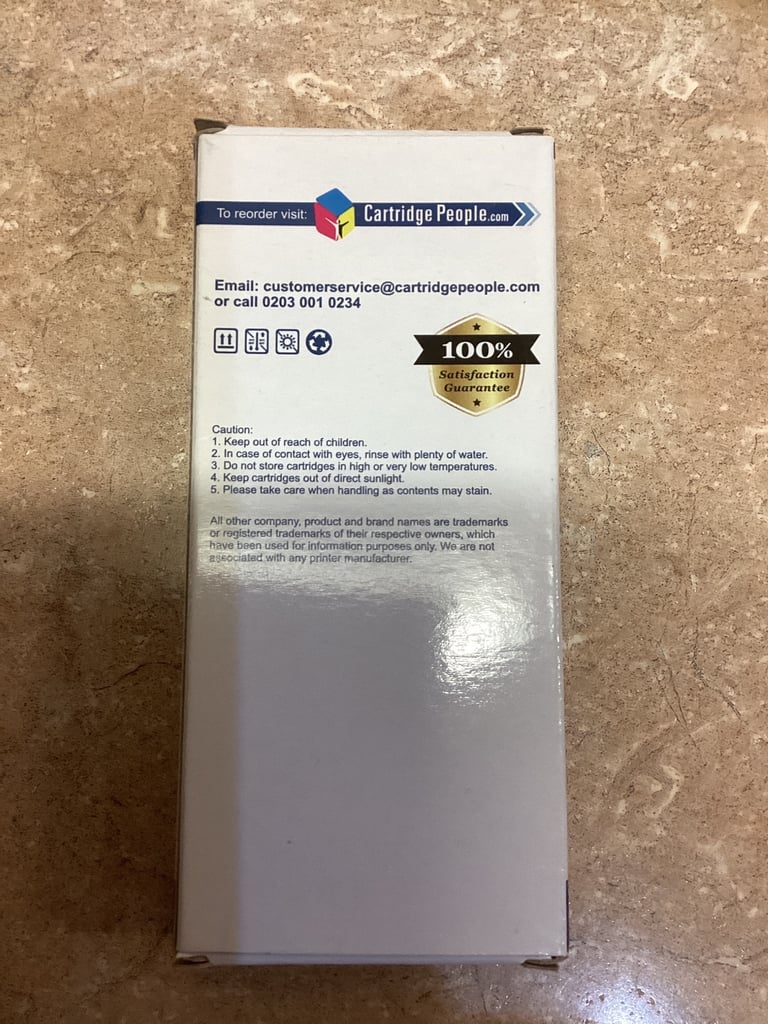 To reorder visit: Cartridge People.com
Email: customerservice@cartridgepeople.com
or call 0203 001 0234
100%
Satisfaction
Guarantee
Caution:
1. Keep out of reach of children.
2. In case of contact with eyes, rinse with plenty of water.
3. Do not store cartridges in high or very low temperatures.
4. Keep cartridges out of direct sunlight.
5. Please take care when handling as contents may stain.
All other company, product and brand names are trademarks
or registered trademarks of their respective owners, which
have been used for information purposes only. We are not
associated with any printer manufacturer.